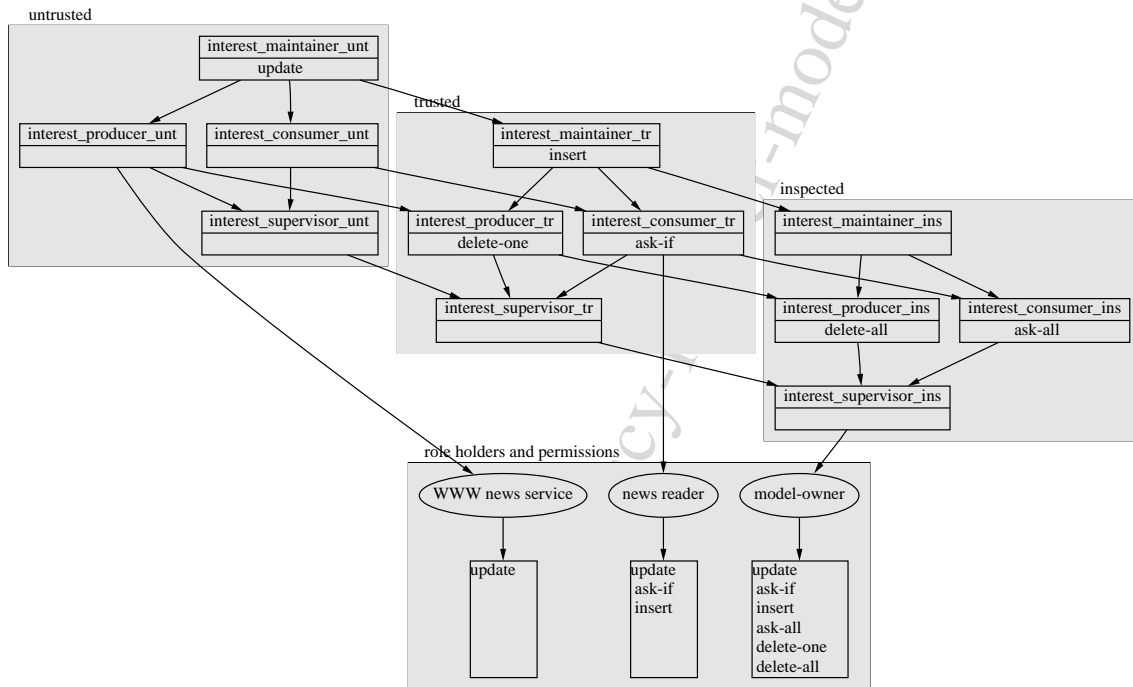 untrusted
interest_maintainer_unt
update
interest_producer_unt
interest_consumer_unt
interest_supervisor_unt
trusted
interest_maintainer_tr
insert
interest_producer_tr
delete-one
interest_consumer_tr
ask-if
interest_supervisor_tr
inspected
interest_maintainer_ins
interest_producer_ins
delete-all
interest_consumer_ins
ask-all
interest_supervisor_ins
role holders and permissions
WWW news service
news reader
model-owner
update
update
ask-if
insert
update
ask-if
insert
ask-all
delete-one
delete-all